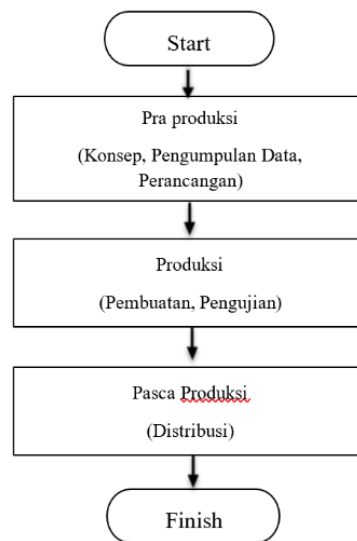 Start
Pra produksi
(Konsep, Pengumpulan Data,
Perancangan)
Produksi
(Pembuatan, Pengujian)
Pasca Produksi
(Distribusi)
Finish